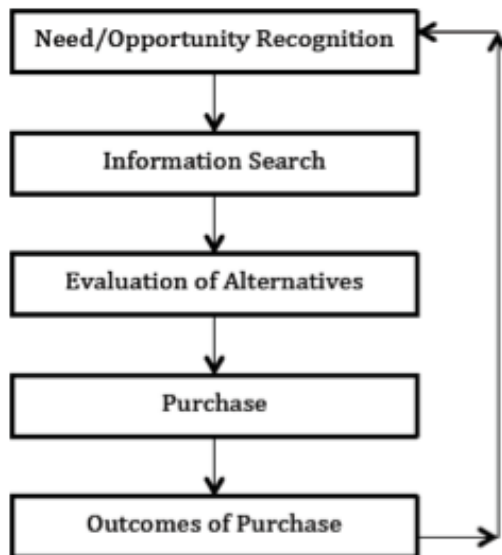 Need/Opportunity Recognition
Information Search
Evaluation of Alternatives
Purchase
Outcomes of Purchase